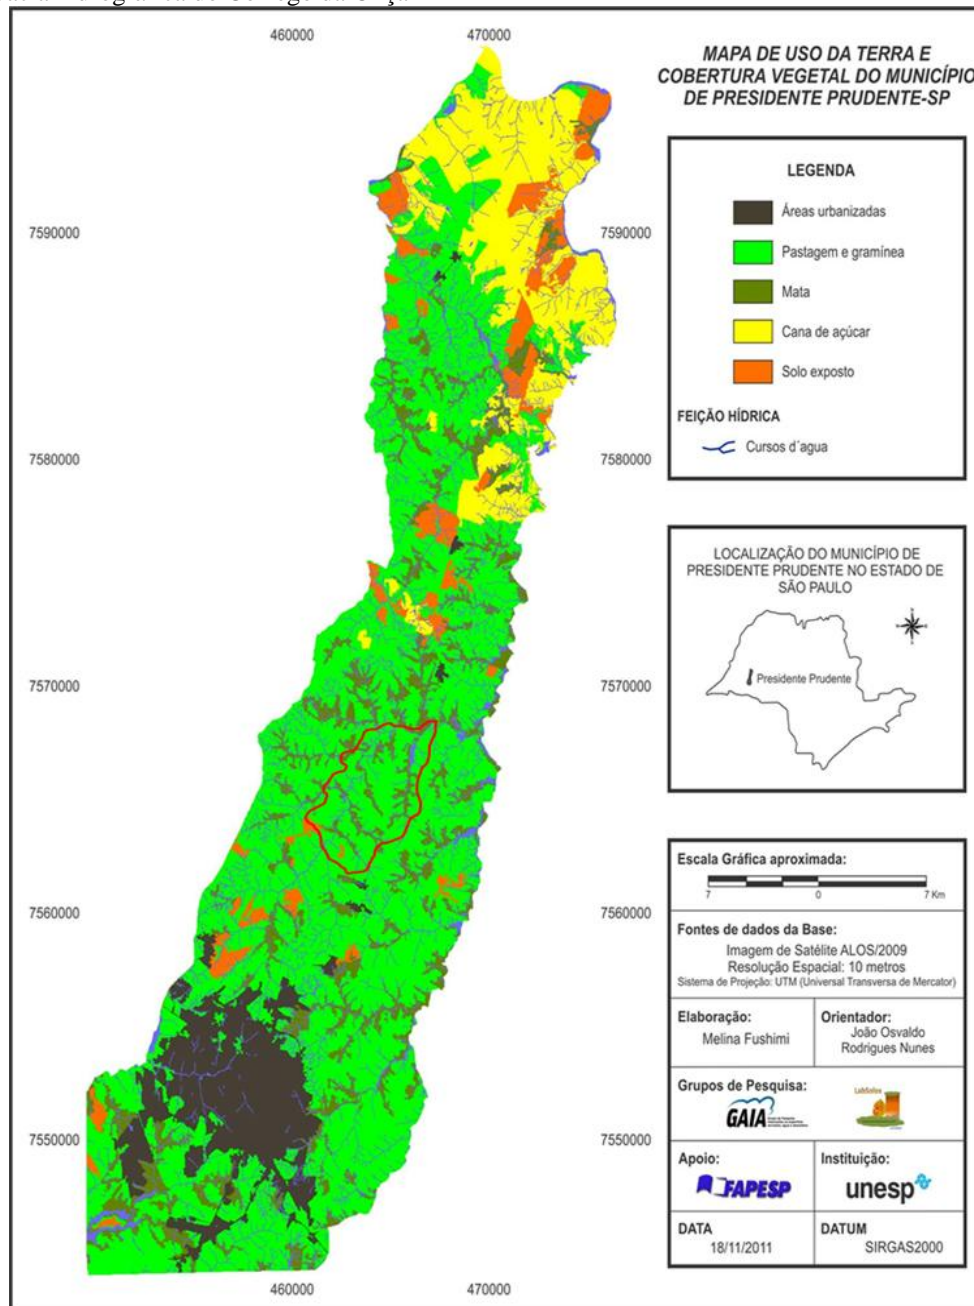 460000
470000
7590000
7590000
7580000
7580000
7570000
7570000
7560000
7560000
7550000
7550000
460000
470000
MAPA DE USO DA TERRA E
COBERTURA VEGETAL DO MUNICÍPIO
DE PRESIDENTE PRUDENTE-SP
LEGENDA
Áreas urbanizadas
Pastagem e gramínea
Mata
Cana de açúcar
Solo exposto
FEIÇÃO HÍDRICA
Cursos d´agua
LOCALIZAÇÃO DO MUNICÍPIO DE
PRESIDENTE PRUDENTE NO ESTADO DE
SÃO PAULO
Presidente Prudente
Escala Gráfica aproximada:
7 0 7 Km
Fontes de dados da Base:
Imagem de Satélite ALOS/2009
Resolução Espacial: 10 metros
Sistema de Projeção: UTM (Universal Transversa de Mercator)
Elaboração:
Melina Fushimi
Orientador:
João Osvaldo
Rodrigues Nunes
Grupos de Pesquisa:
GAIA
LabSolos
Apoio:
FAPESP
Instituição:
unesp
DATA
18/11/2011
DATUM
SIRGAS2000